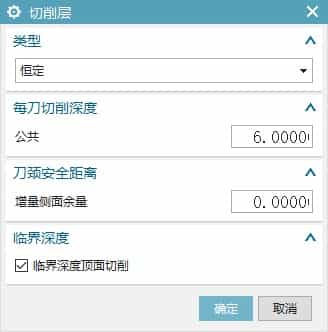 切削层
类型
恒定
每刀切削深度
公共
6.0000
刀颈安全距离
增量侧面余量
0.0000
临界深度
临界深度顶面切削
确定
取消